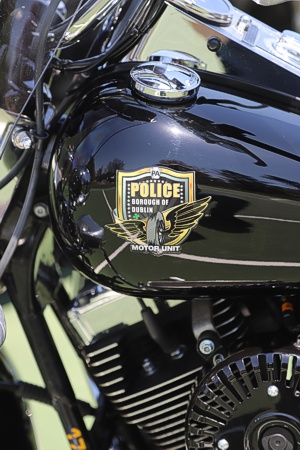 PA
POLICE
BOROUGH OF
DUBLIN
MOTOR UNIT